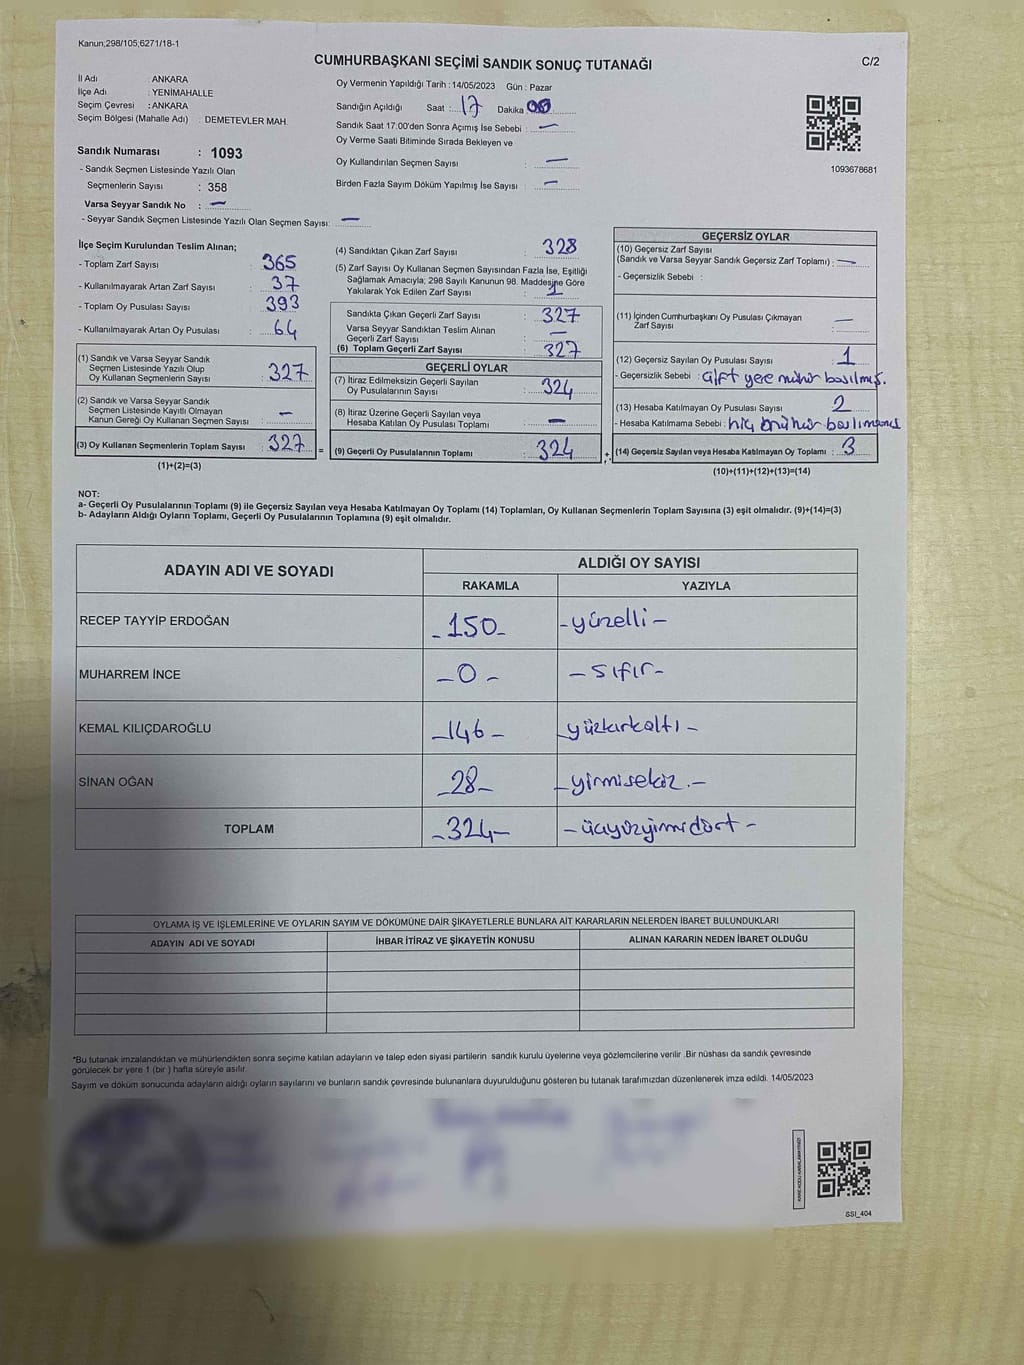 Kanun;298/105;6271/18-1
CUMHURBAŞKANI SEÇİMİ SANDIK SONUÇ TUTANAĞI
C/2
İl Adı : ANKARA
İlçe Adı : YENİMAHALLE
Seçim Çevresi : ANKARA
Seçim Bölgesi (Mahalle Adı) : DEMETEVLER MAH.
Sandık Numarası : 1093
- Sandık Seçmen Listesinde Yazılı Olan
Seçmenlerin Sayısı : 358
Varsa Seyyar Sandık No : —
- Seyyar Sandık Seçmen Listesinde Yazılı Olan Seçmen Sayısı: —
Oy Vermenin Yapıldığı Tarih : 14/05/2023 Gün : Pazar
Sandığın Açıldığı Saat : 17 Dakika 00
Sandık Saat 17:00'den Sonra Açımış İse Sebebi : —
Oy Verme Saati Bitiminde Sırada Bekleyen ve
Oy Kullandırılan Seçmen Sayısı : —
Birden Fazla Sayım Döküm Yapılmış İse Sayısı : —
1093678681
İlçe Seçim Kurulundan Teslim Alınan;
- Toplam Zarf Sayısı : 365
- Kullanılmayarak Artan Zarf Sayısı : 37
- Toplam Oy Pusulası Sayısı : 393
- Kullanılmayarak Artan Oy Pusulası : 64
(1) Sandık ve Varsa Seyyar Sandık
Seçmen Listesinde Yazılı Olup
Oy Kullanan Seçmenlerin Sayısı : 327
(2) Sandık ve Varsa Seyyar Sandık
Seçmen Listesinde Kayıtlı Olmayan
Kanun Gereği Oy Kullanan Seçmen Sayısı : —
(3) Oy Kullanan Seçmenlerin Toplam Sayısı : 327
(1)+(2)=(3)
(4) Sandıktan Çıkan Zarf Sayısı : 328
(5) Zarf Sayısı Oy Kullanan Seçmen Sayısından Fazla İse, Eşitliği
Sağlamak Amacıyla; 298 Sayılı Kanunun 98. Maddesine Göre
Yakılarak Yok Edilen Zarf Sayısı : 1
Sandıkta Çıkan Geçerli Zarf Sayısı : 327
Varsa Seyyar Sandıktan Teslim Alınan
Geçerli Zarf Sayısı : —
(6) Toplam Geçerli Zarf Sayısı : 327
GEÇERLİ OYLAR
(7) İtiraz Edilmeksizin Geçerli Sayılan
Oy Pusulalarının Sayısı : 324
(8) İtiraz Üzerine Geçerli Sayılan veya
Hesaba Katılan Oy Pusulası Toplamı : —
= (9) Geçerli Oy Pusulalarının Toplamı : 324
GEÇERSİZ OYLAR
(10) Geçersiz Zarf Sayısı
(Sandık ve Varsa Seyyar Sandık Geçersiz Zarf Toplamı) : —
- Geçersizlik Sebebi :
(11) İçinden Cumhurbaşkanı Oy Pusulası Çıkmayan
Zarf Sayısı : —
(12) Geçersiz Sayılan Oy Pusulası Sayısı : 1
- Geçersizlik Sebebi : Çift yere mühür basılmış.
(13) Hesaba Katılmayan Oy Pusulası Sayısı 2
- Hesaba Katılmama Sebebi : hiç mühür basılmamış
+ (14) Geçersiz Sayılan veya Hesaba Katılmayan Oy Toplamı : 3
(10)+(11)+(12)+(13)=(14)
NOT:
a- Geçerli Oy Pusulalarının Toplamı (9) ile Geçersiz Sayılan veya Hesaba Katılmayan Oy Toplamı (14) Toplamları, Oy Kullanan Seçmenlerin Toplam Sayısına (3) eşit olmalıdır. (9)+(14)=(3)
b- Adayların Aldığı Oyların Toplamı, Geçerli Oy Pusulalarının Toplamına (9) eşit olmalıdır.
ADAYIN ADI VE SOYADI
ALDIĞI OY SAYISI
RAKAMLA YAZIYLA
RECEP TAYYİP ERDOĞAN -150- -yüzelli-
MUHARREM İNCE -0- -sıfır-
KEMAL KILIÇDAROĞLU -146- -yüzkırkaltı-
SİNAN OĞAN -28- -yirmisekiz.-
TOPLAM -324- -üçyüzyirmidört-
OYLAMA İŞ VE İŞLEMLERİNE VE OYLARIN SAYIM VE DÖKÜMÜNE DAİR ŞİKAYETLERLE BUNLARA AİT KARARLARIN NELERDEN İBARET BULUNDUKLARI
ADAYIN ADI VE SOYADI İHBAR İTİRAZ VE ŞİKAYETİN KONUSU ALINAN KARARIN NEDEN İBARET OLDUĞU
*Bu tutanak imzalandıktan ve mühürlendikten sonra seçime katılan adayların ve talep eden siyasi partilerin sandık kurulu üyelerine veya gözlemcilerine verilir .Bir nüshası da sandık çevresinde
görülecek bir yere 1 (bir ) hafta süreyle asılır.
Sayım ve döküm sonucunda adayların aldığı oyların sayılarını ve bunların sandık çevresinde bulunanlara duyurulduğunu gösteren bu tutanak tarafımızdan düzenlenerek imza edildi. 14/05/2023
SSI_404